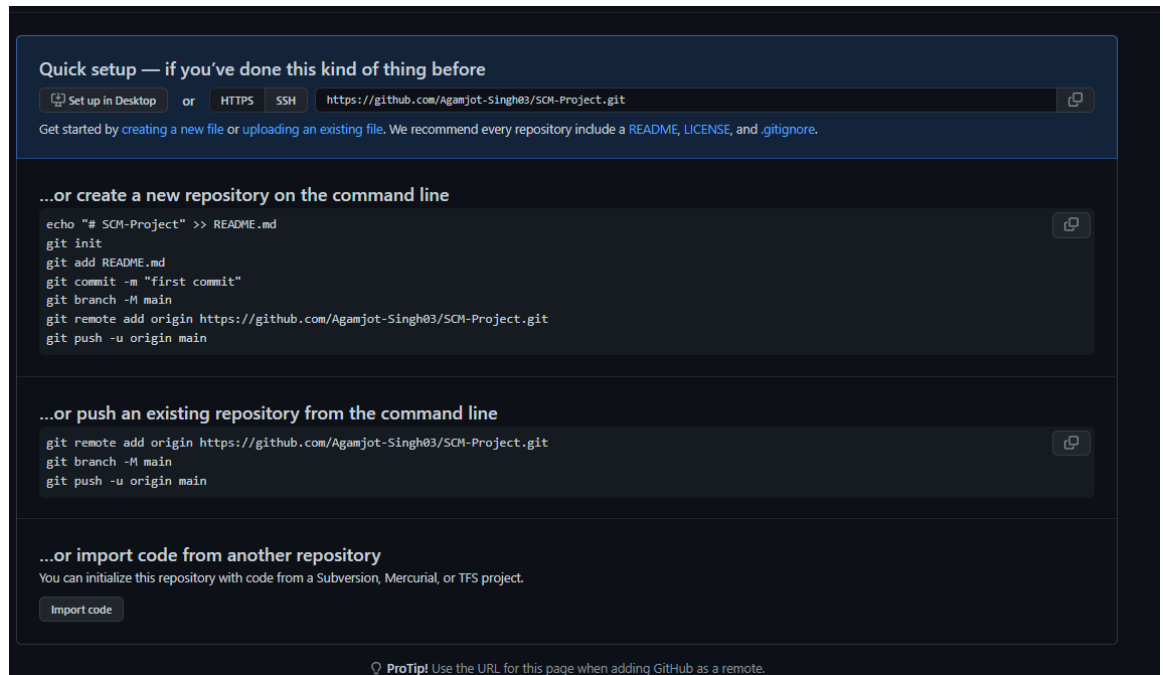 Quick setup — if you've done this kind of thing before
Set up in Desktop or HTTPS SSH https://github.com/Agamjot-Singh03/SCM-Project.git
Get started by creating a new file or uploading an existing file. We recommend every repository include a README, LICENSE, and .gitignore.
...or create a new repository on the command line
echo "# SCM-Project" >> README.md
git init
git add README.md
git commit -m "first commit"
git branch -M main
git remote add origin https://github.com/Agamjot-Singh03/SCM-Project.git
git push -u origin main
...or push an existing repository from the command line
git remote add origin https://github.com/Agamjot-Singh03/SCM-Project.git
git branch -M main
git push -u origin main
...or import code from another repository
You can initialize this repository with code from a Subversion, Mercurial, or TFS project.
Import code
ProTip! Use the URL for this page when adding GitHub as a remote.